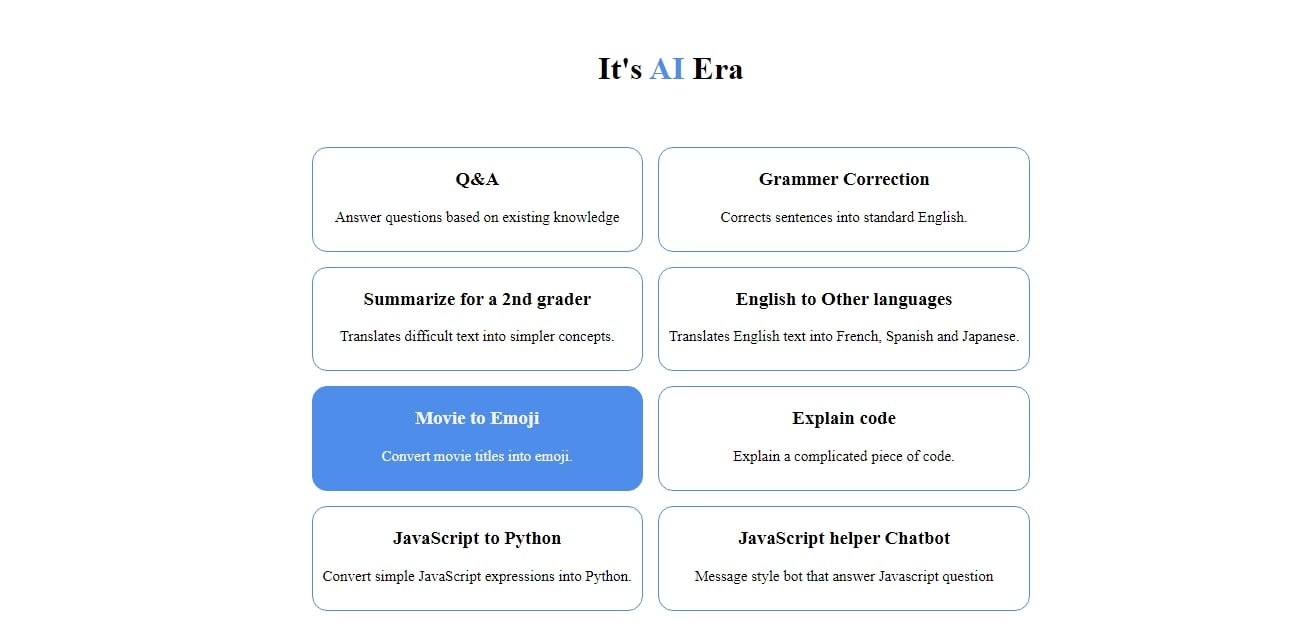 It's AI Era
Q&A
Answer questions based on existing knowledge
Grammer Correction
Corrects sentences into standard English.
Summarize for a 2nd grader
Translates difficult text into simpler concepts.
English to Other languages
Translates English text into French, Spanish and Japanese.
Movie to Emoji
Convert movie titles into emoji.
Explain code
Explain a complicated piece of code.
JavaScript to Python
Convert simple JavaScript expressions into Python.
JavaScript helper Chatbot
Message style bot that answer Javascript question